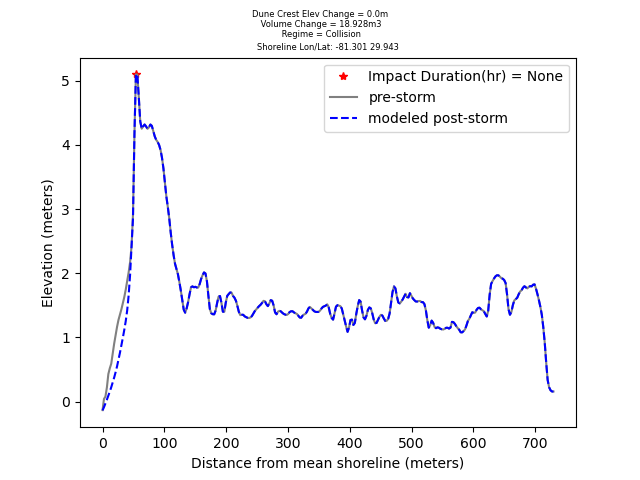 Dune Crest Elev Change = 0.0m
Volume Change = 18.928m3
Regime = Collision
Shoreline Lon/Lat: -81.301 29.943
Impact Duration(hr) = None
pre-storm
modeled post-storm
5
4
3
2
1
0
Elevation (meters)
0 100 200 300 400 500 600 700
Distance from mean shoreline (meters)